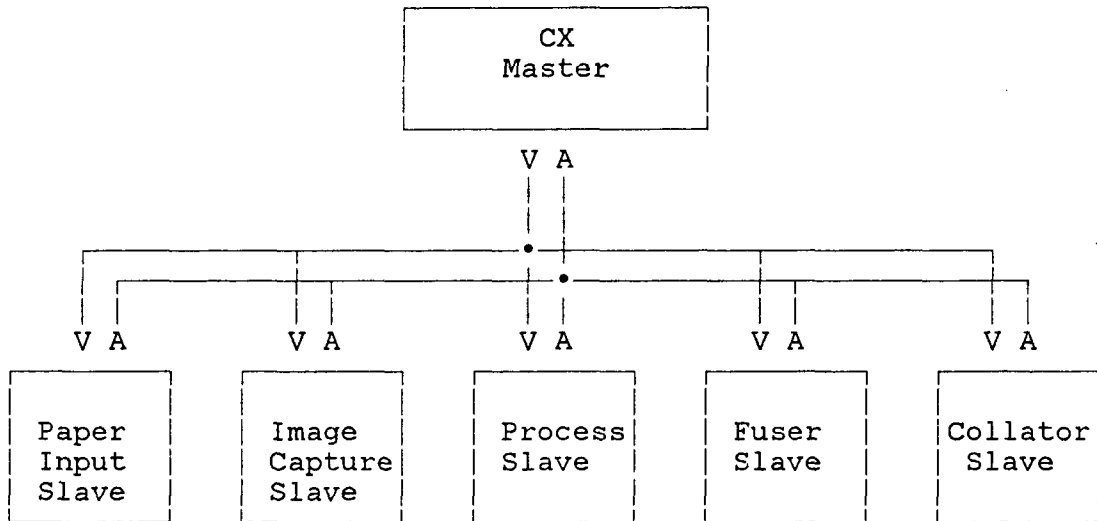 CX
Master
V A
V A
V A
V A
V A
V A
Paper
Input
Slave
Image
Capture
Slave
Process
Slave
Fuser
Slave
Collator
Slave